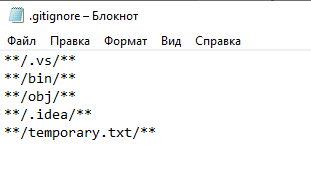 .gitignore – Блокнот
Файл Правка Формат Вид Справка
**/.vs/**
**/bin/**
**/obj/**
**/.idea/**
**/temporary.txt/**